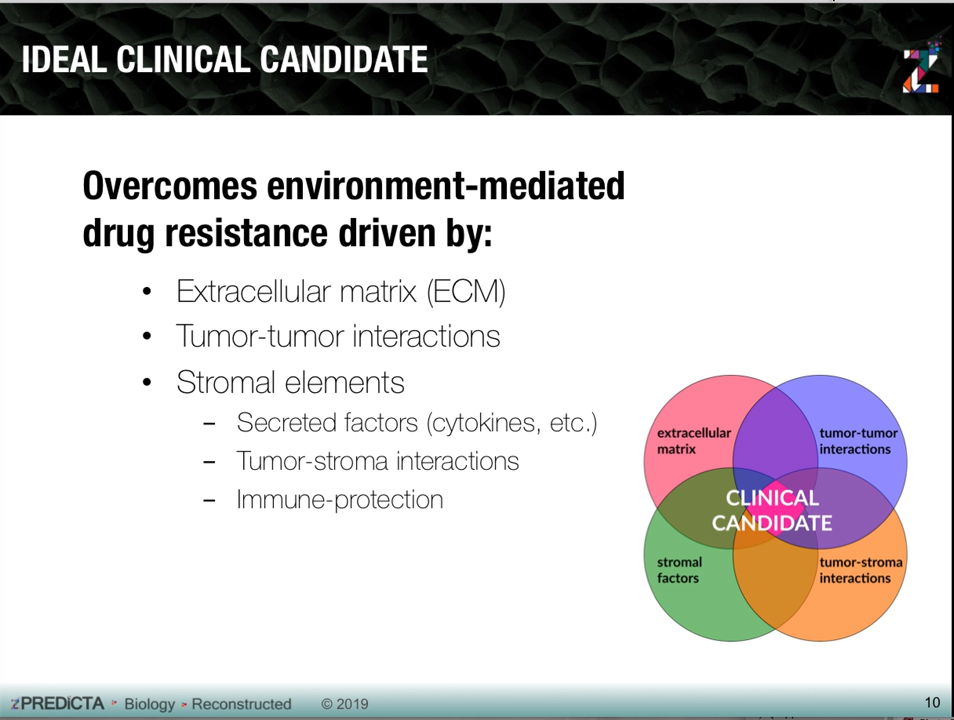 IDEAL CLINICAL CANDIDATE
Overcomes environment-mediated
drug resistance driven by:
• Extracellular matrix (ECM)
• Tumor-tumor interactions
• Stromal elements
– Secreted factors (cytokines, etc.)
– Tumor-stroma interactions
– Immune-protection
extracellular
matrix
tumor-tumor
interactions
CLINICAL
CANDIDATE
stromal
factors
tumor-stroma
interactions
zPREDiCTA ➤ Biology ➤ Reconstructed © 2019
10